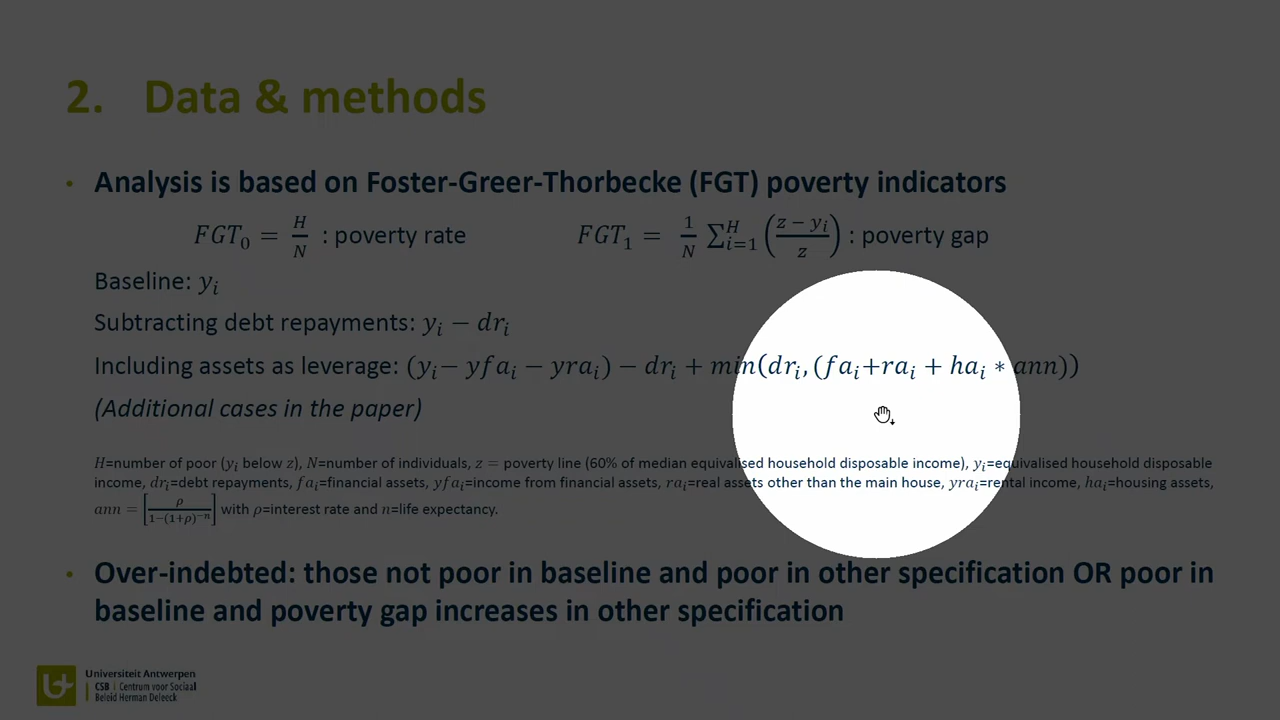 2. Data & methods
• Analysis is based on Foster-Greer-Thorbecke (FGT) poverty indicators
FGT₀ = H/N : poverty rate FGT₁ = 1/N ∑ᵢ₌₁ᴴ ((z − yᵢ)/z) : poverty gap
Baseline: yᵢ
Subtracting debt repayments: yᵢ − drᵢ
Including assets as leverage: (yᵢ− yfaᵢ − yraᵢ) − drᵢ + min(drᵢ, (faᵢ+raᵢ + haᵢ ∗ ann))
(Additional cases in the paper)
H=number of poor (yᵢ below z), N=number of individuals, z = poverty line (60% of median equivalised household disposable income), yᵢ=equivalised household disposable
income, drᵢ=debt repayments, faᵢ=financial assets, yfaᵢ=income from financial assets, raᵢ=real assets other than the main house, yraᵢ=rental income, haᵢ=housing assets,
ann = [ρ/(1−(1+ρ)⁻ⁿ)] with ρ=interest rate and n=life expectancy.
• Over-indebted: those not poor in baseline and poor in other specification OR poor in
baseline and poverty gap increases in other specification
Universiteit Antwerpen
CSB | Centrum voor Sociaal
Beleid Herman Deleeck